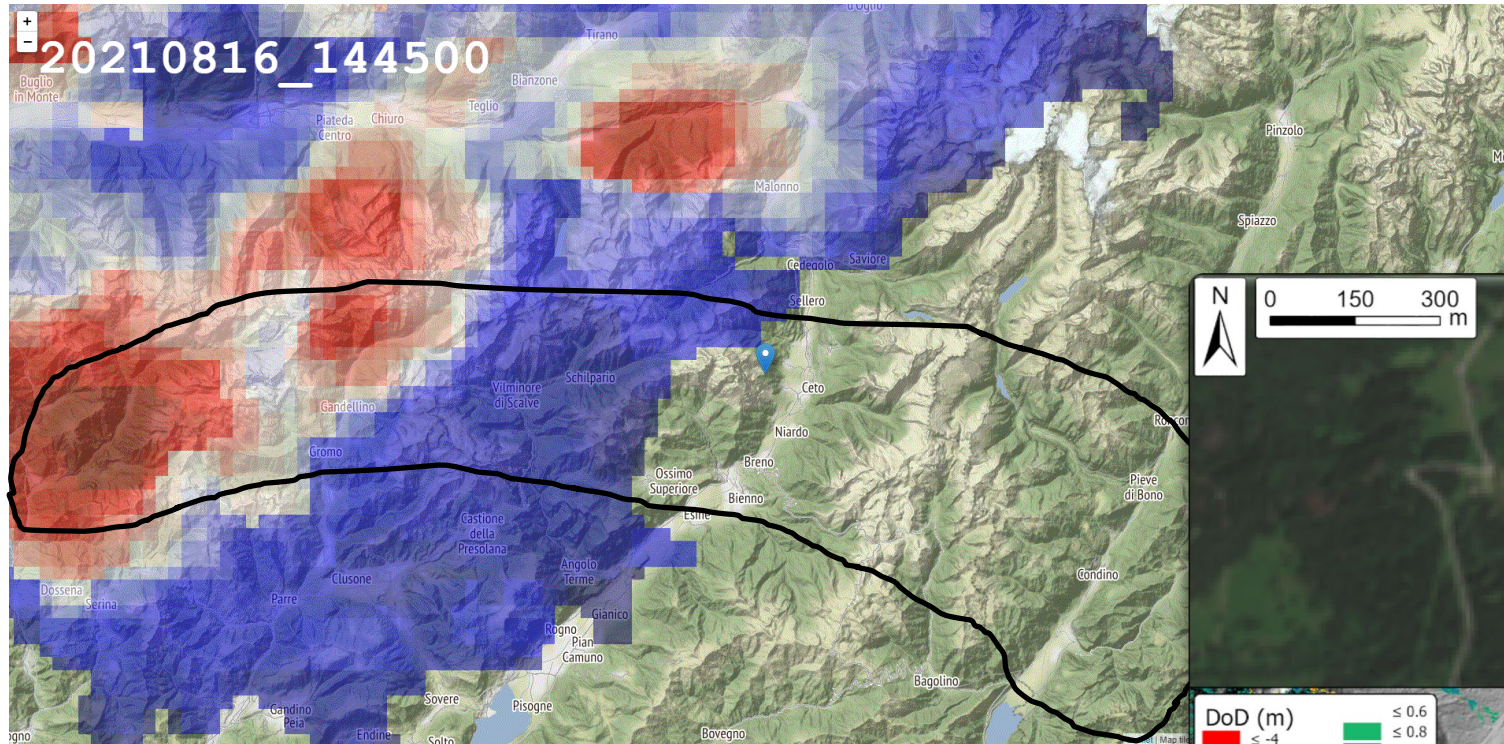 +
−
20210816_144500
d'Oglio
Tirano
Buglio
in Monte
Bianzone
Teglio
Piateda
Centro
Chiuro
Pinzolo
Malonno
Spiazzo
Cedegolo
Saviore
Sellero
N
0 150 300
m
Schilpario
Vilminore
di Scalve
Ceto
Gandellino
Niardo
Gromo
Breno
Ossimo
Superiore
Bienno
Pieve
di Bono
Esine
Castione
della
Presolana
Angolo
Terme
Clusone
Condino
Dossena
Serina
Parre
Gianico
Rogno
Pian
Camuno
Bagolino
Sovere
Pisogne
Gandino
Peia
Endine
Solto
Bovegno
Map tile
DoD (m)
≤ -4
≤ 0.6
≤ 0.8